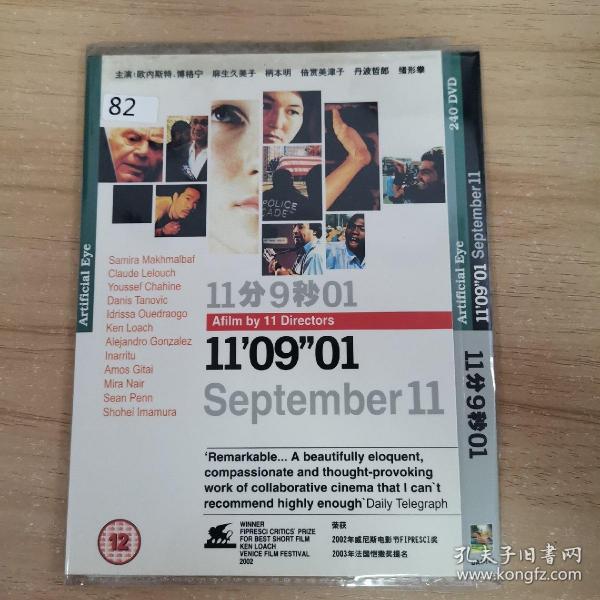 主演:欧内斯特.博格宁 麻生久美子 柄本明 倍赏美津子 丹波哲郎 绪形拳
82
POLICE
CADET
Artificial Eye
Samira Makhmalbaf
Claude Lelouch
Youssef Chahine
Danis Tanovic
Idrissa Ouedraogo
Ken Loach
Alejandro Gonzalez
Inarritu
Amos Gitai
Mira Nair
Sean Penn
Shohei Imamura
11分9秒01
Afilm by 11 Directors
11'09"01
September 11
‘Remarkable... A beautifully eloquent,
compassionate and thought-provoking
work of collaborative cinema that I can`t
recommend highly enough` Daily Telegraph
12
WINNER
FIPRESCI CRITICS' PRIZE
FOR BEST SHORT FILM
KEN LOACH
VENICE FILM FESTIVAL
2002
荣获
2002年威尼斯电影节FIPRESCI奖
2003年法国恺撒奖提名
240 DVD
Artificial Eye
11'09"01 September 11
11分9秒01
孔夫子旧书网
www.kongfz.com